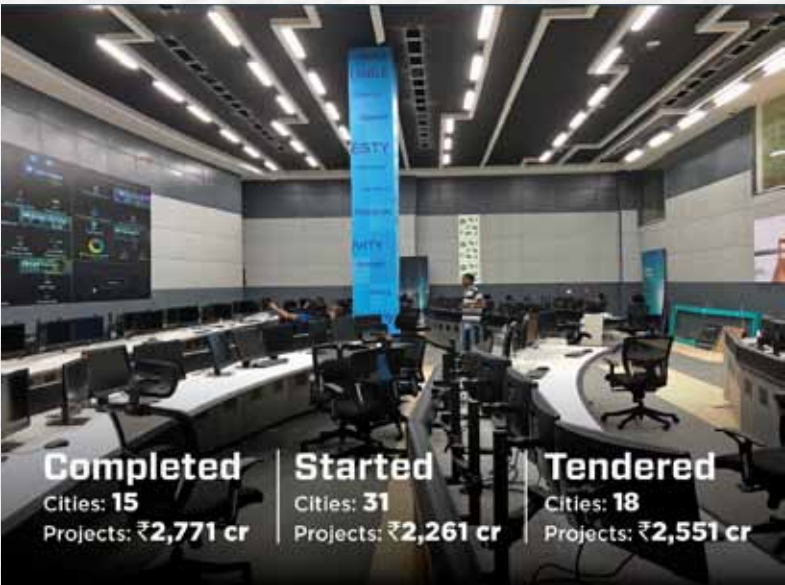 ESTY
Completed
Cities: 15
Projects: ₹2,771 cr
Started
Cities: 31
Projects: ₹2,261 cr
Tendered
Cities: 18
Projects: ₹2,551 cr